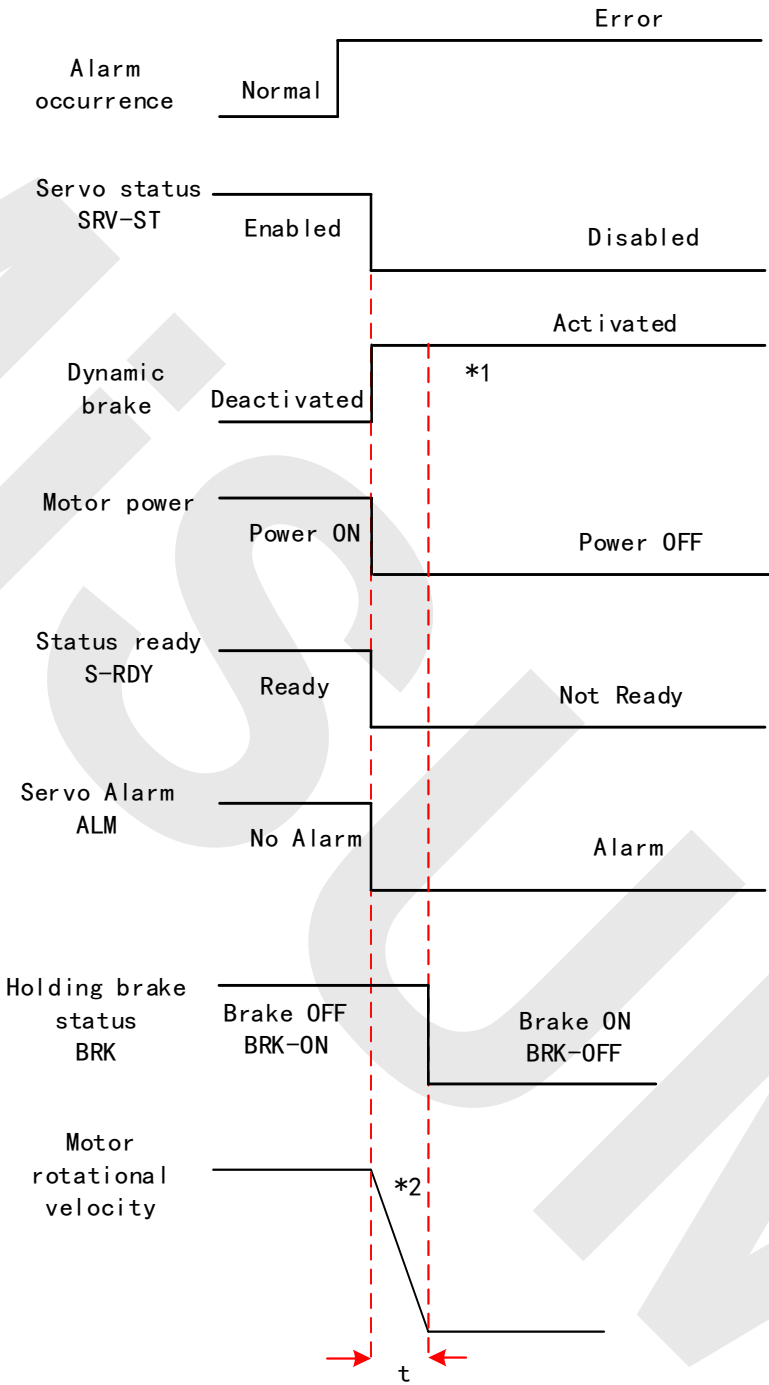 Error
Alarm
occurrence
Normal
Servo status
SRV-ST
Enabled
Disabled
Activated
Dynamic
brake
Deactivated
*1
Motor power
Power ON
Power OFF
Status ready
S-RDY
Ready
Not Ready
Servo Alarm
ALM
No Alarm
Alarm
Holding brake
status
BRK
Brake OFF
BRK-ON
Brake ON
BRK-OFF
Motor
rotational
velocity
*2
t